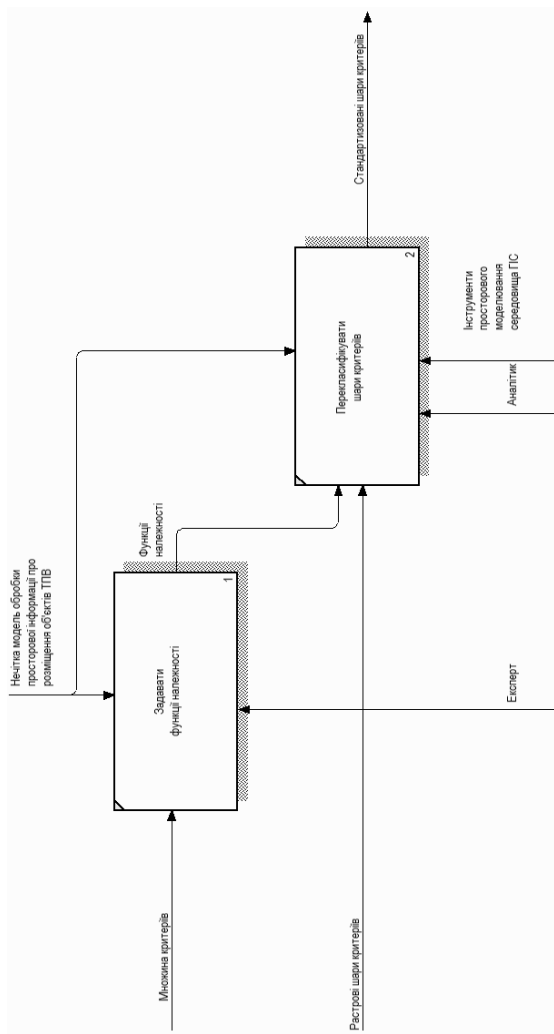 Нечітка модель обробки
просторової інформації про
розміщення об'єктів ТПВ
Множина критеріїв
Задавати
функції належності
1
Функції
належності
Експерт
Растрові шари критеріїв
Перекласифікувати
шари критеріїв
2
Аналітик
Інструменти
просторового
моделювання
середовища ГІС
Стандартизовані шари критеріїв